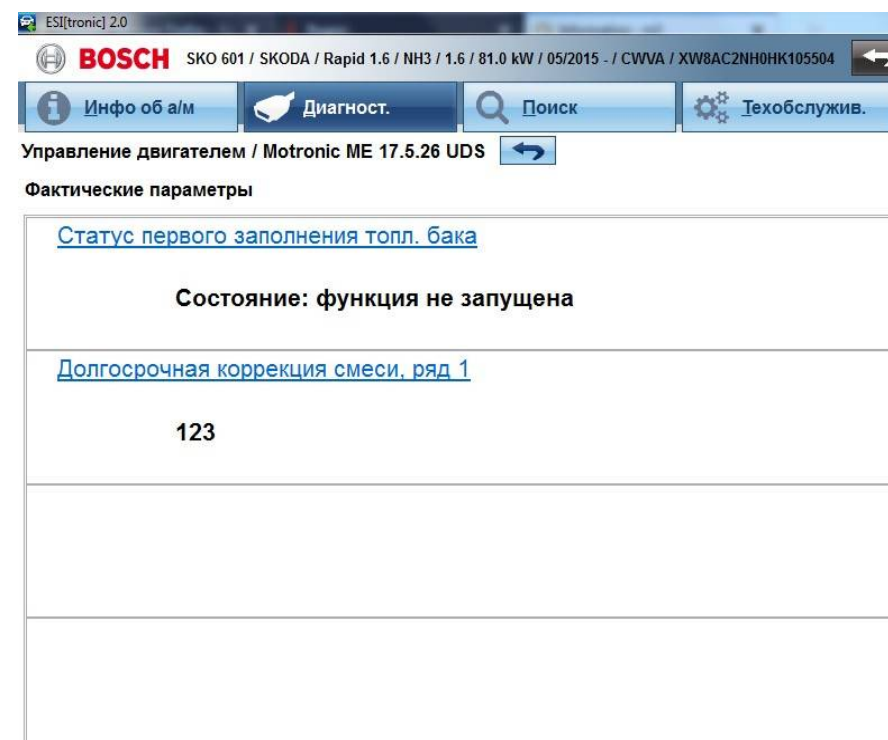 ESI[tronic] 2.0
BOSCH SKO 601 / SKODA / Rapid 1.6 / NH3 / 1.6 / 81.0 kW / 05/2015 - / CWVA / XW8AC2NH0HK105504
Инфо об а/м Диагност. Поиск Техобслужив.
Управление двигателем / Motronic ME 17.5.26 UDS
Фактические параметры
Статус первого заполнения топл. бака
Состояние: функция не запущена
Долгосрочная коррекция смеси, ряд 1
123